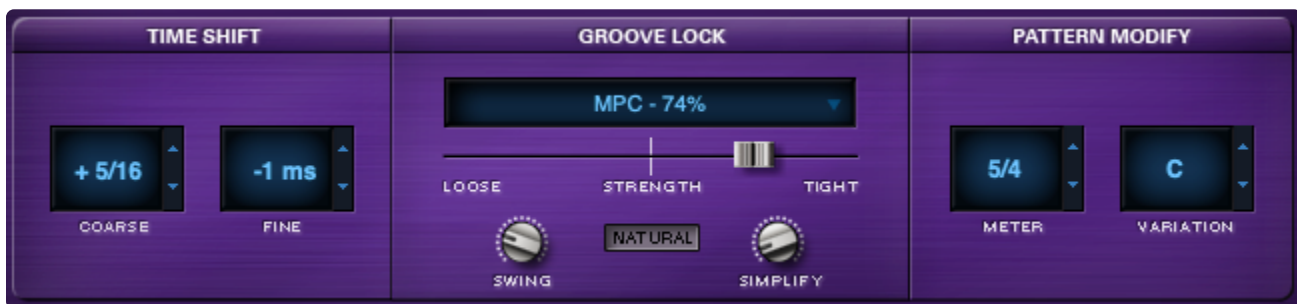 TIME SHIFT
GROOVE LOCK
PATTERN MODIFY
MPC - 74%
+ 5/16
-1 ms
5/4
C
LOOSE
STRENGTH
TIGHT
COARSE
FINE
METER
VARIATION
NATURAL
SWING
SIMPLIFY